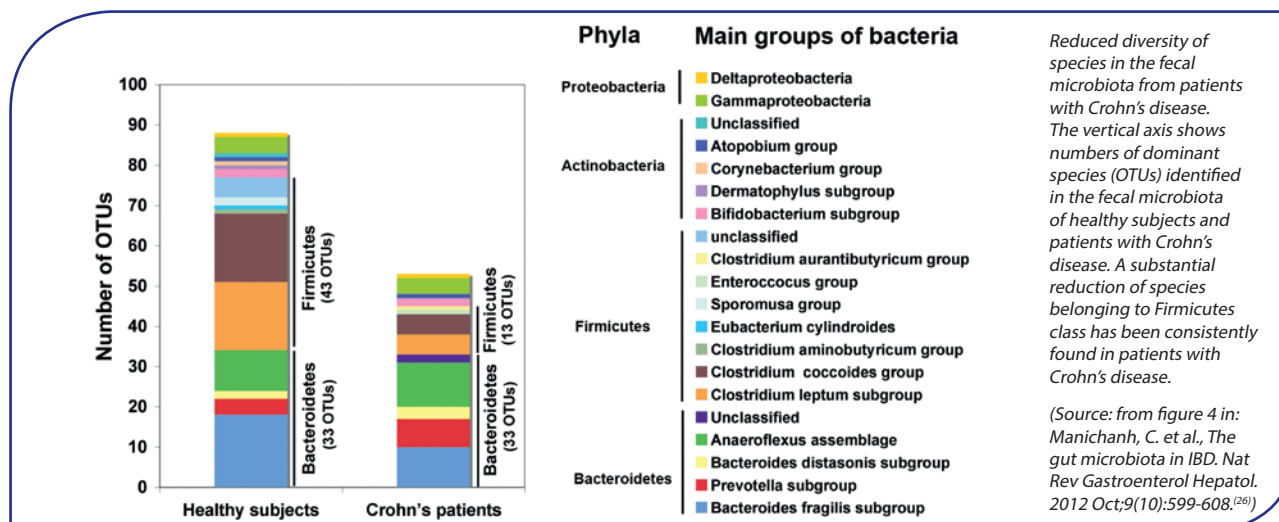 Number of OTUs
100
90
80
70
60
50
40
30
20
10
0
Firmicutes
(43 OTUs)
Bacteroidetes
(33 OTUs)
Firmicutes
(13 OTUs)
Bacteroidetes
(33 OTUs)
Healthy subjects
Crohn's patients
Phyla
Main groups of bacteria
Proteobacteria
Deltaproteobacteria
Gammaproteobacteria
Actinobacteria
Unclassified
Atopobium group
Corynebacterium group
Dermatophylus subgroup
Bifidobacterium subgroup
Firmicutes
unclassified
Clostridium aurantibutyricum group
Enteroccocus group
Sporomusa group
Eubacterium cylindroides
Clostridium aminobutyricum group
Clostridium coccoides group
Clostridium leptum subgroup
Bacteroidetes
Unclassified
Anaeroflexus assemblage
Bacteroides distasonis subgroup
Prevotella subgroup
Bacteroides fragilis subgroup
Reduced diversity of
species in the fecal
microbiota from patients
with Crohn's disease.
The vertical axis shows
numbers of dominant
species (OTUs) identified
in the fecal microbiota
of healthy subjects and
patients with Crohn's
disease. A substantial
reduction of species
belonging to Firmicutes
class has been consistently
found in patients with
Crohn's disease.
(Source: from figure 4 in:
Manichanh, C. et al., The
gut microbiota in IBD. Nat
Rev Gastroenterol Hepatol.
2012 Oct;9(10):599-608.(26))